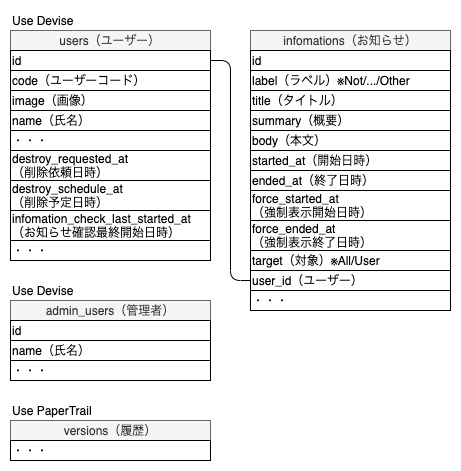 Use Devise
users（ユーザー）
id
code（ユーザーコード）
image（画像）
name（氏名）
・・・
destroy_requested_at
（削除依頼日時）
destroy_schedule_at
（削除予定日時）
infomation_check_last_started_at
（お知らせ確認最終開始日時）
・・・
infomations（お知らせ）
id
label（ラベル）※Not/.../Other
title（タイトル）
summary（概要）
body（本文）
started_at（開始日時）
ended_at（終了日時）
force_started_at
（強制表示開始日時）
force_ended_at
（強制表示終了日時）
target（対象）※All/User
user_id（ユーザー）
・・・
Use Devise
admin_users（管理者）
id
name（氏名）
・・・
Use PaperTrail
versions（履歴）
・・・